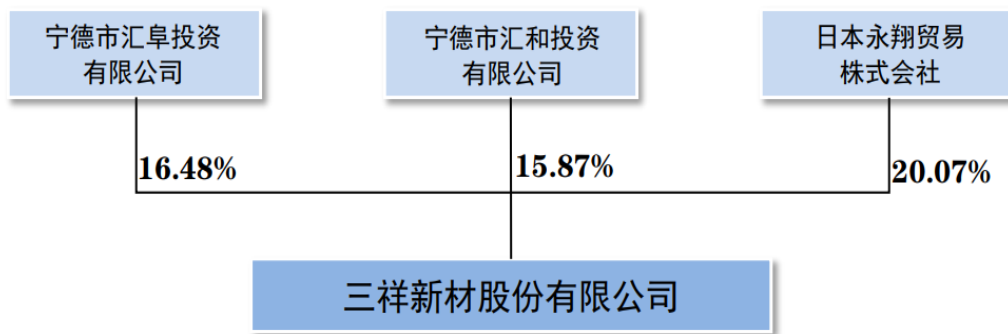 宁德市汇阜投资
有限公司
宁德市汇和投资
有限公司
日本永翔贸易
株式会社
16.48%
15.87%
20.07%
三祥新材股份有限公司